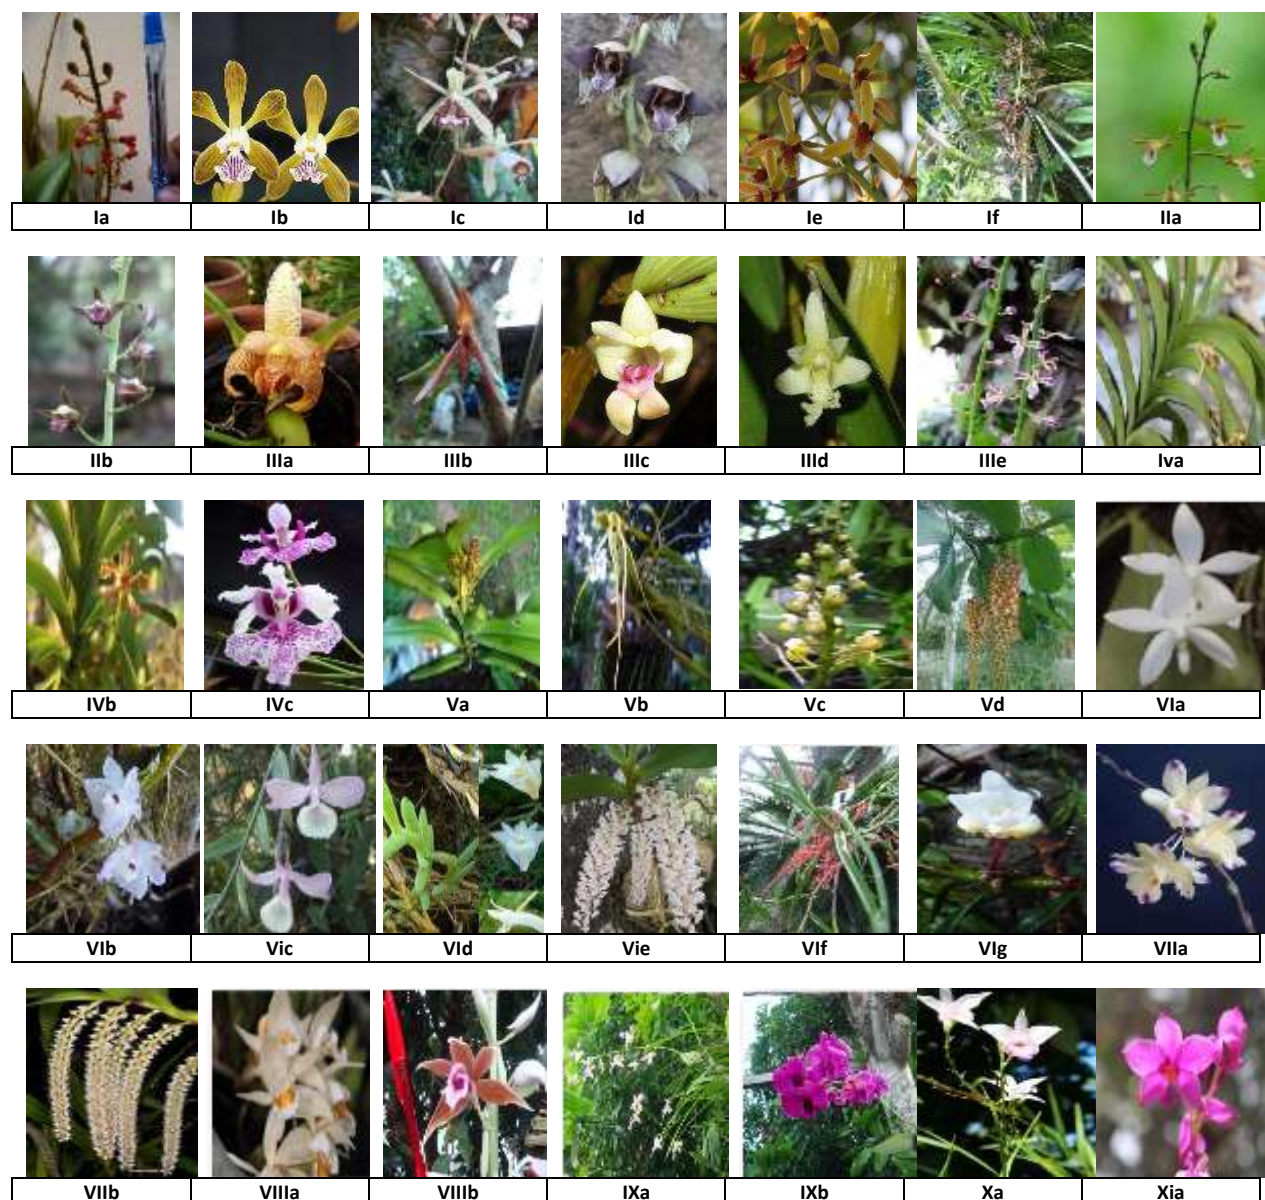 Ia Ib Ic Id Ie If IIa
IIb IIIa IIIb IIIc IIId IIIe Iva
IVb IVc Va Vb Vc Vd VIa
VIb Vic VId Vie VIf VIg VIIa
VIIb VIIIa VIIIb IXa IXb Xa Xia